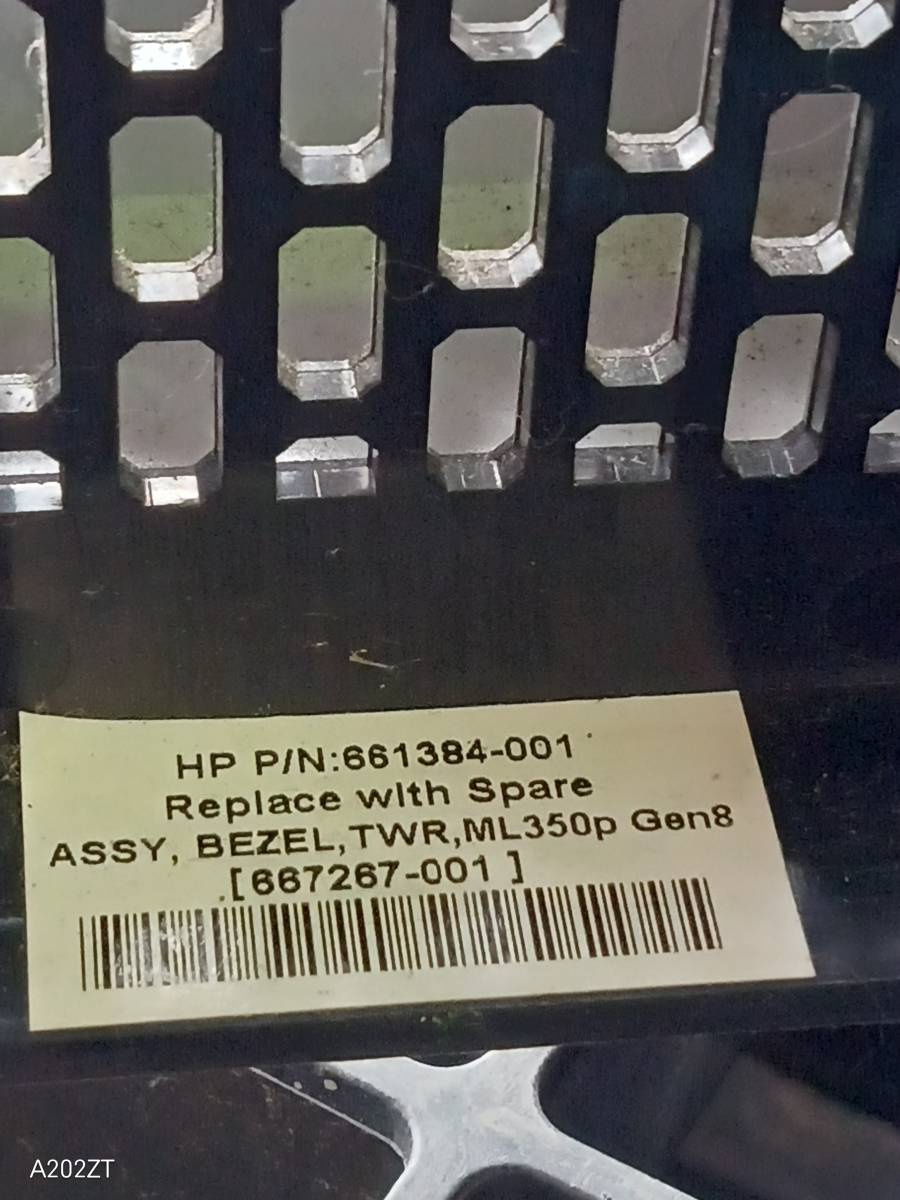 HP P/N:661384-001
Replace with Spare
ASSY, BEZEL,TWR,ML350p Gen8
[667267-001 ]
A202ZT